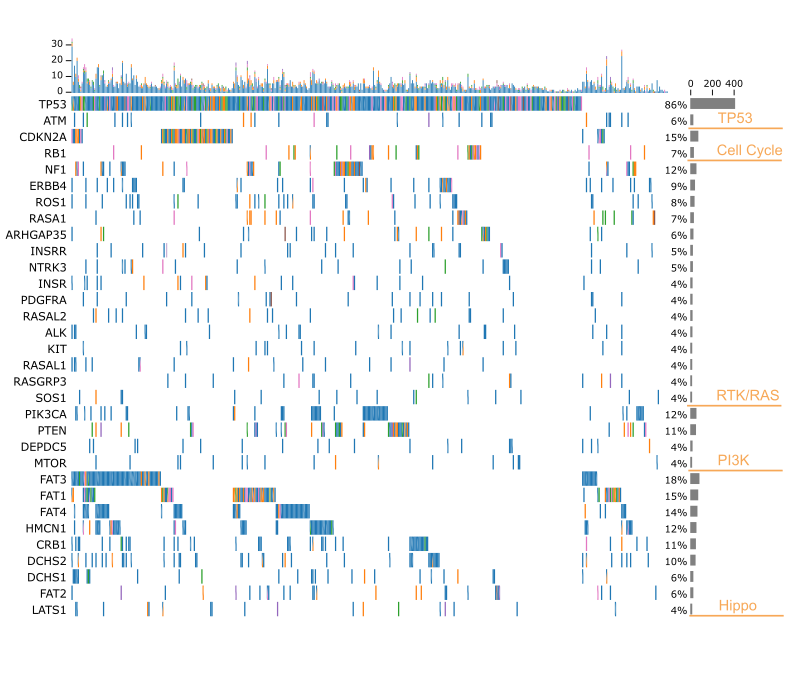 30
20
10
0
0 200 400
TP53 86%
ATM 6% TP53
CDKN2A 15%
RB1 7% Cell Cycle
NF1 12%
ERBB4 9%
ROS1 8%
RASA1 7%
ARHGAP35 6%
INSRR 5%
NTRK3 5%
INSR 4%
PDGFRA 4%
RASAL2 4%
ALK 4%
KIT 4%
RASAL1 4%
RASGRP3 4%
SOS1 4% RTK/RAS
PIK3CA 12%
PTEN 11%
DEPDC5 4%
MTOR 4% PI3K
FAT3 18%
FAT1 15%
FAT4 14%
HMCN1 12%
CRB1 11%
DCHS2 10%
DCHS1 6%
FAT2 6%
LATS1 4% Hippo